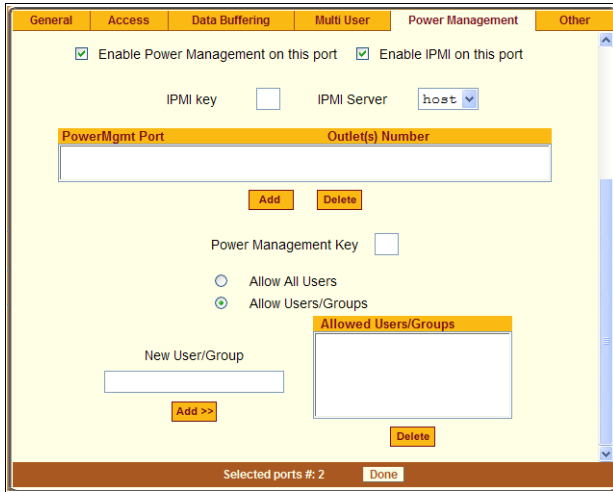 General Access Data Buffering Multi User Power Management Other
Enable Power Management on this port Enable IPMI on this port
IPMI key IPMI Server host
PowerMgmt Port Outlet(s) Number
Add Delete
Power Management Key
Allow All Users
Allow Users/Groups
Allowed Users/Groups
New User/Group
Add >>
Delete
Selected ports #: 2 Done